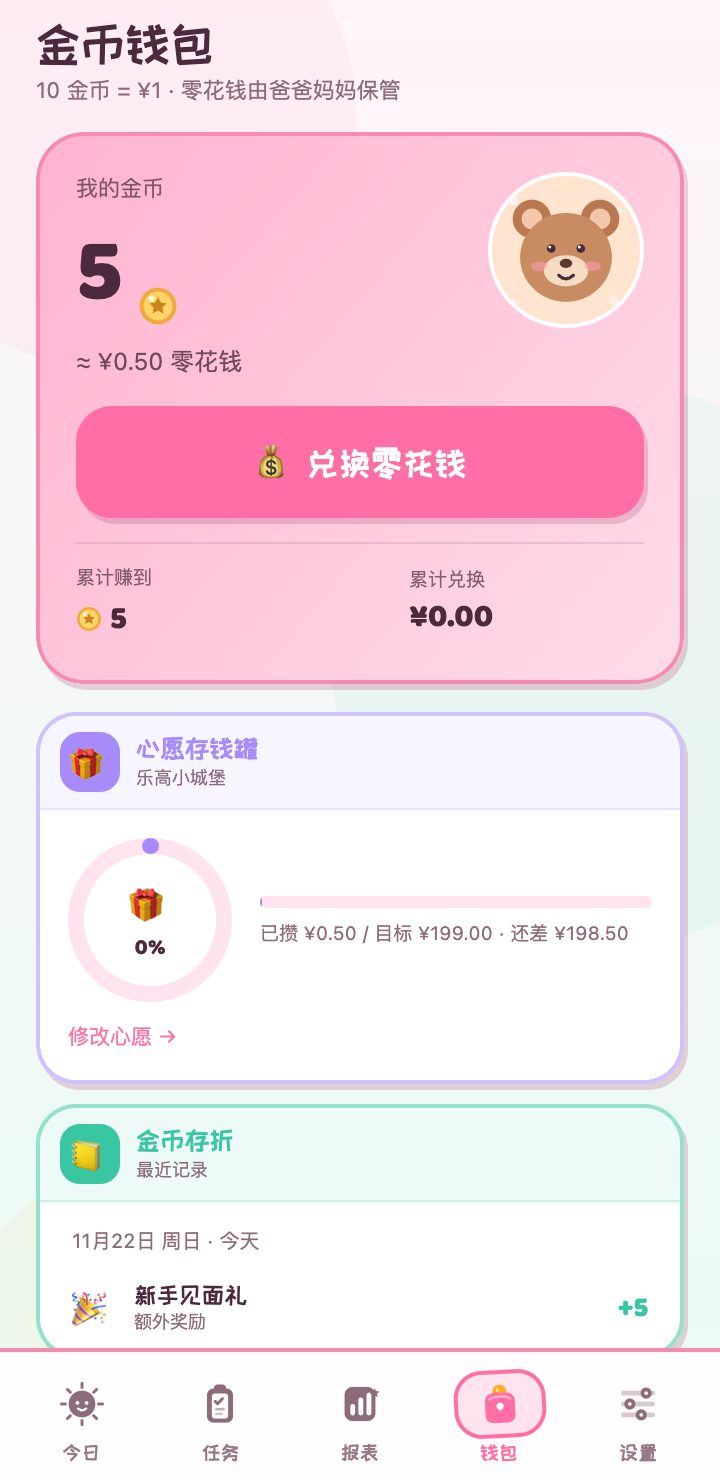 金币钱包
10 金币 = ¥1 · 零花钱由爸爸妈妈保管
我的金币
5
≈ ¥0.50 零花钱
兑换零花钱
累计赚到
5
累计兑换
¥0.00
心愿存钱罐
乐高小城堡
0%
已攒 ¥0.50 / 目标 ¥199.00 · 还差 ¥198.50
修改心愿 →
金币存折
最近记录
11月22日 周日 · 今天
新手见面礼
额外奖励
+5
今日
任务
报表
钱包
设置